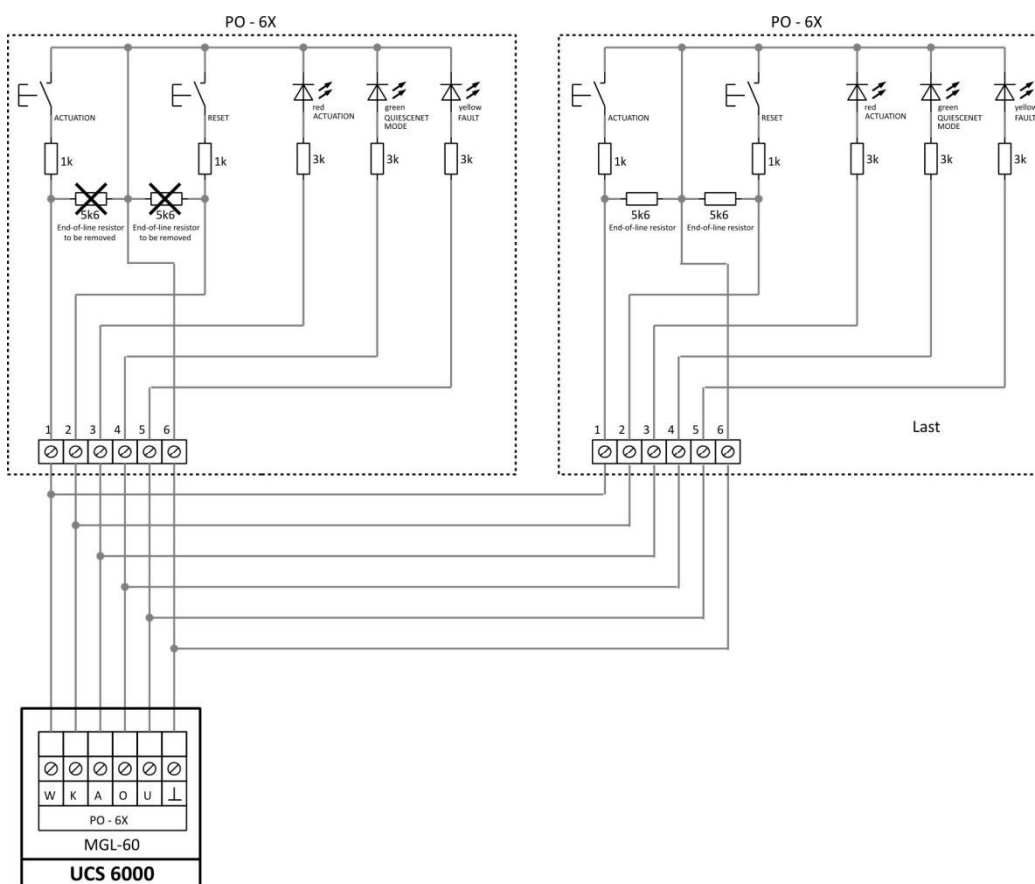 PO - 6X
ACTUATION
RESET
red
ACTUATION
green
QUIESCENET
MODE
yellow
FAULT
1k
1k
3k
3k
3k
5k6
End-of-line resistor
to be removed
5k6
End-of-line resistor
to be removed
1 2 3 4 5 6
PO - 6X
ACTUATION
RESET
red
ACTUATION
green
QUIESCENET
MODE
yellow
FAULT
1k
1k
3k
3k
3k
5k6
End-of-line resistor
5k6
End-of-line resistor
Last
1 2 3 4 5 6
W K A O U ⊥
PO - 6X
MGL-60
UCS 6000